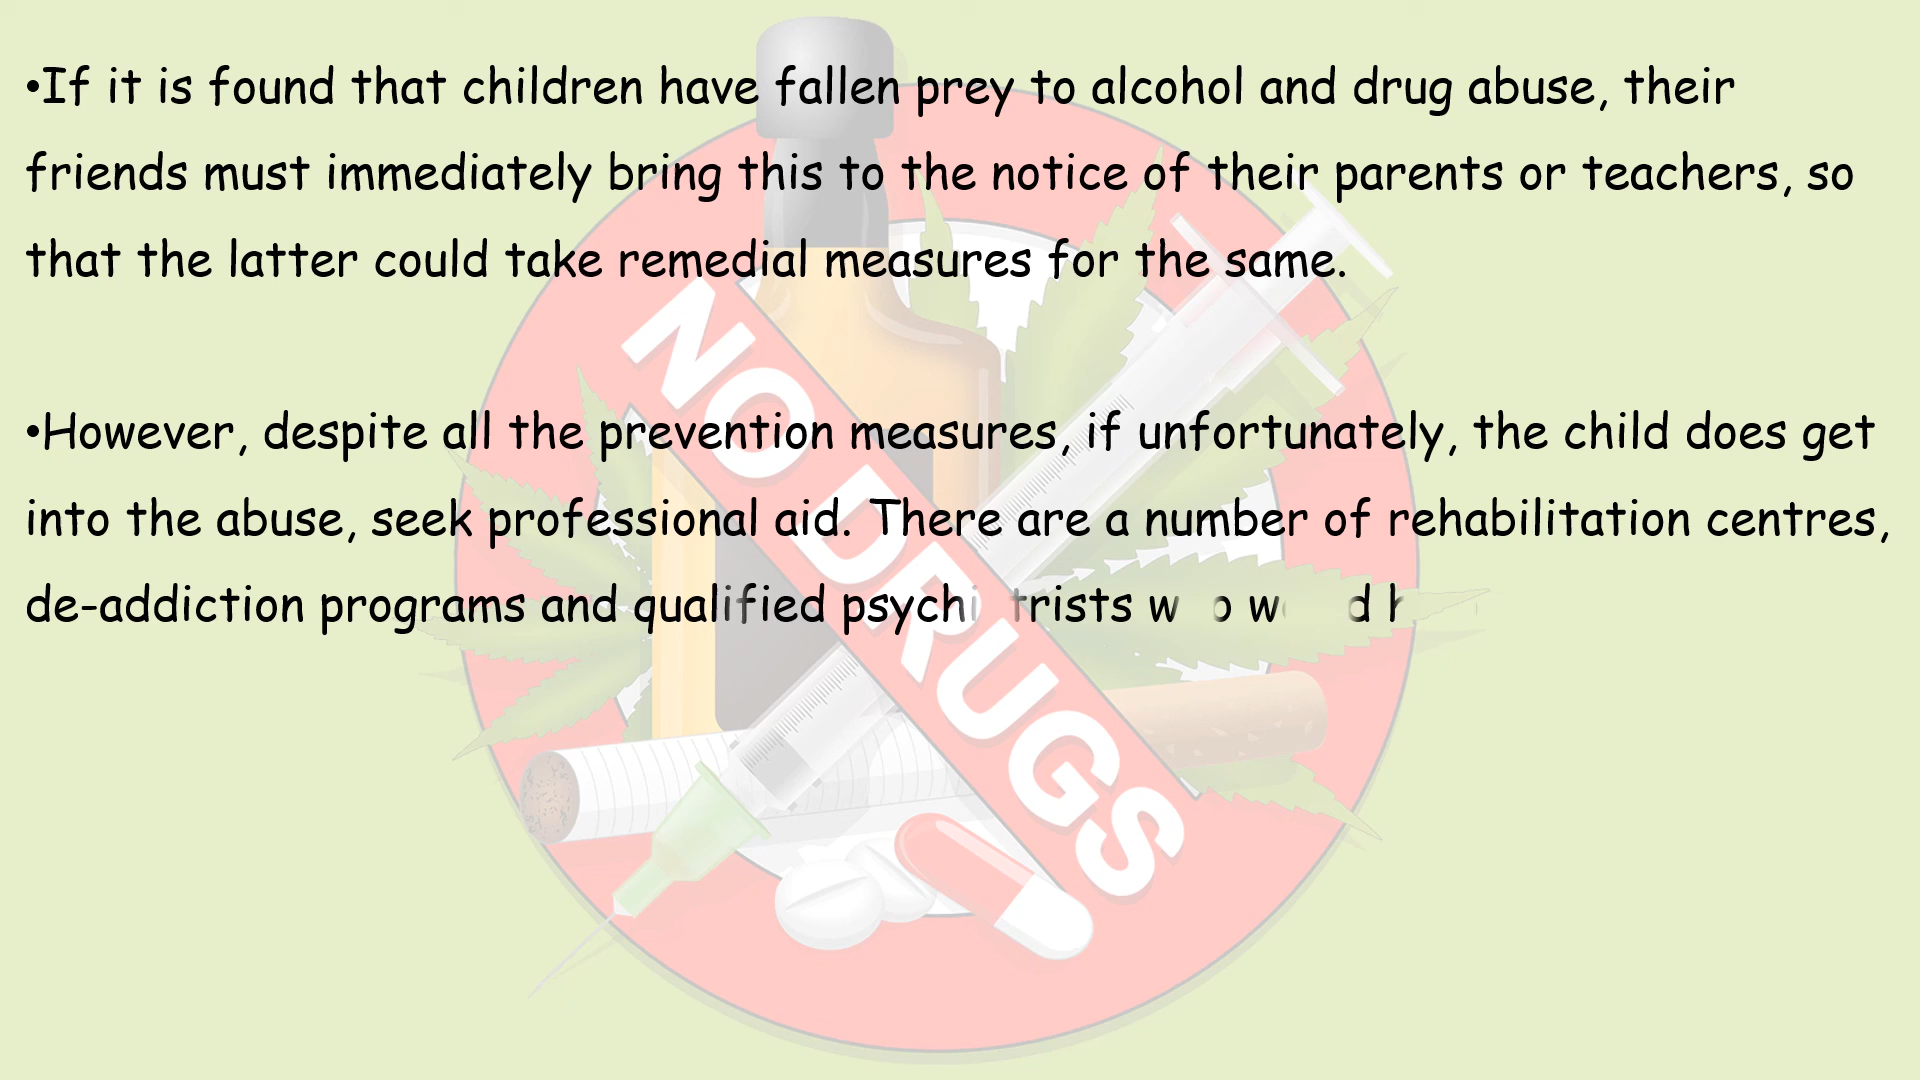 •If it is found that children have fallen prey to alcohol and drug abuse, their
friends must immediately bring this to the notice of their parents or teachers, so
that the latter could take remedial measures for the same.
•However, despite all the prevention measures, if unfortunately, the child does get
into the abuse, seek professional aid. There are a number of rehabilitation centres,
de-addiction programs and qualified
NO DRUGS